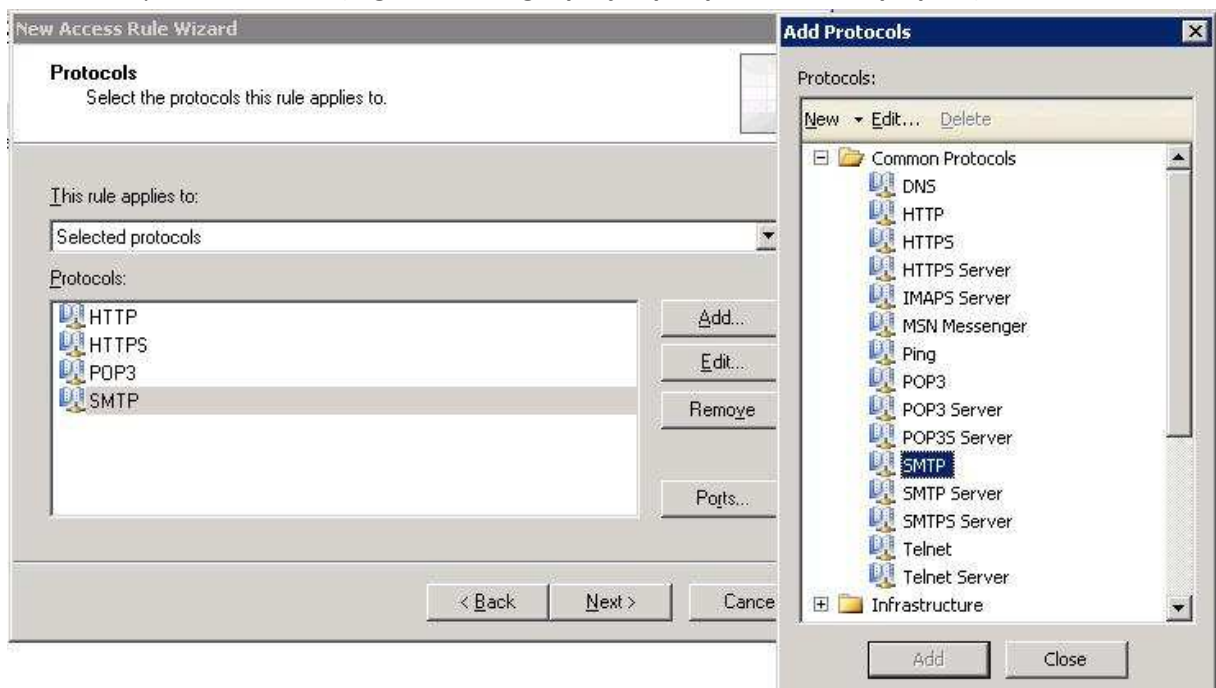 New Access Rule Wizard
Protocols
Select the protocols this rule applies to.
This rule applies to:
Selected protocols
Protocols:
HTTP
HTTPS
POP3
SMTP
Add...
Edit...
Remove
Ports...
< Back
Next >
Cance
Add Protocols
Protocols:
New Edit... Delete
Common Protocols
DNS
HTTP
HTTPS
HTTPS Server
IMAPS Server
MSN Messenger
Ping
POP3
POP3 Server
POP3S Server
SMTP
SMTP Server
SMTPS Server
Telnet
Telnet Server
Infrastructure
Add
Close